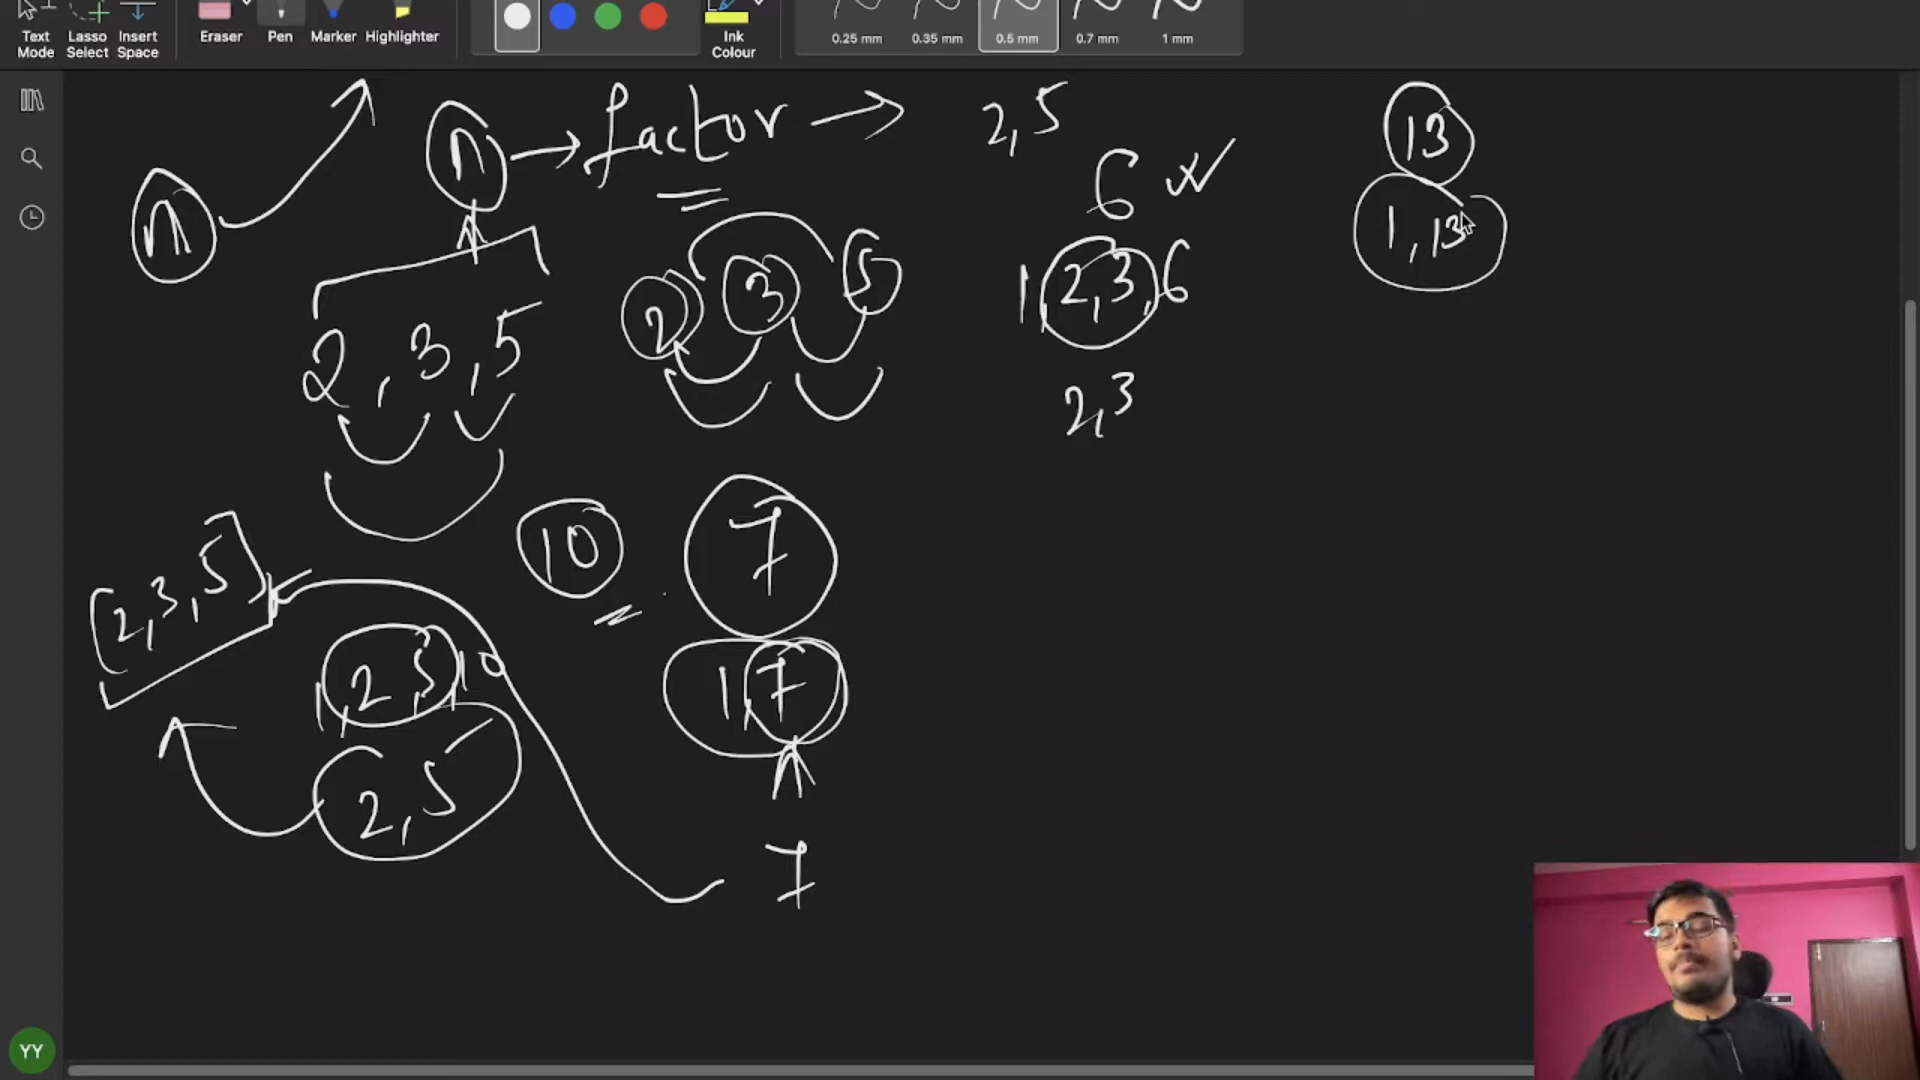 Text Mode
Lasso Select
Insert Space
Eraser
Pen
Marker
Highlighter
Ink Colour
0.25 mm
0.35 mm
0.5 mm
0.7 mm
1 mm
n → factor → 2,5
n
6
13
1, 13
2, 3, 5
2 3 5
1, 2, 3, 6
2, 3
[2, 3, 5]
10
7
1, 2, 5, 10
1, 7
2, 5
7
YY